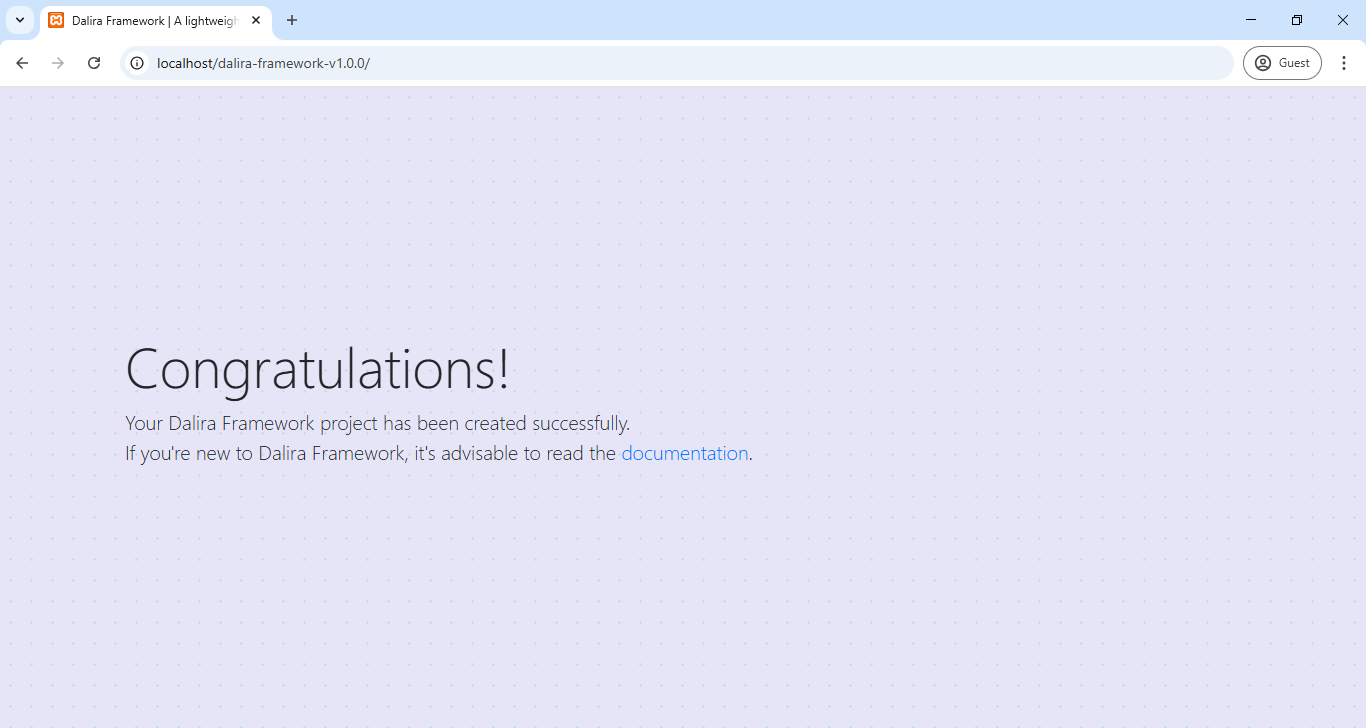 Dalira Framework | A lightweigh
localhost/dalira-framework-v1.0.0/
Guest
Congratulations!
Your Dalira Framework project has been created successfully.
If you're new to Dalira Framework, it's advisable to read the documentation.